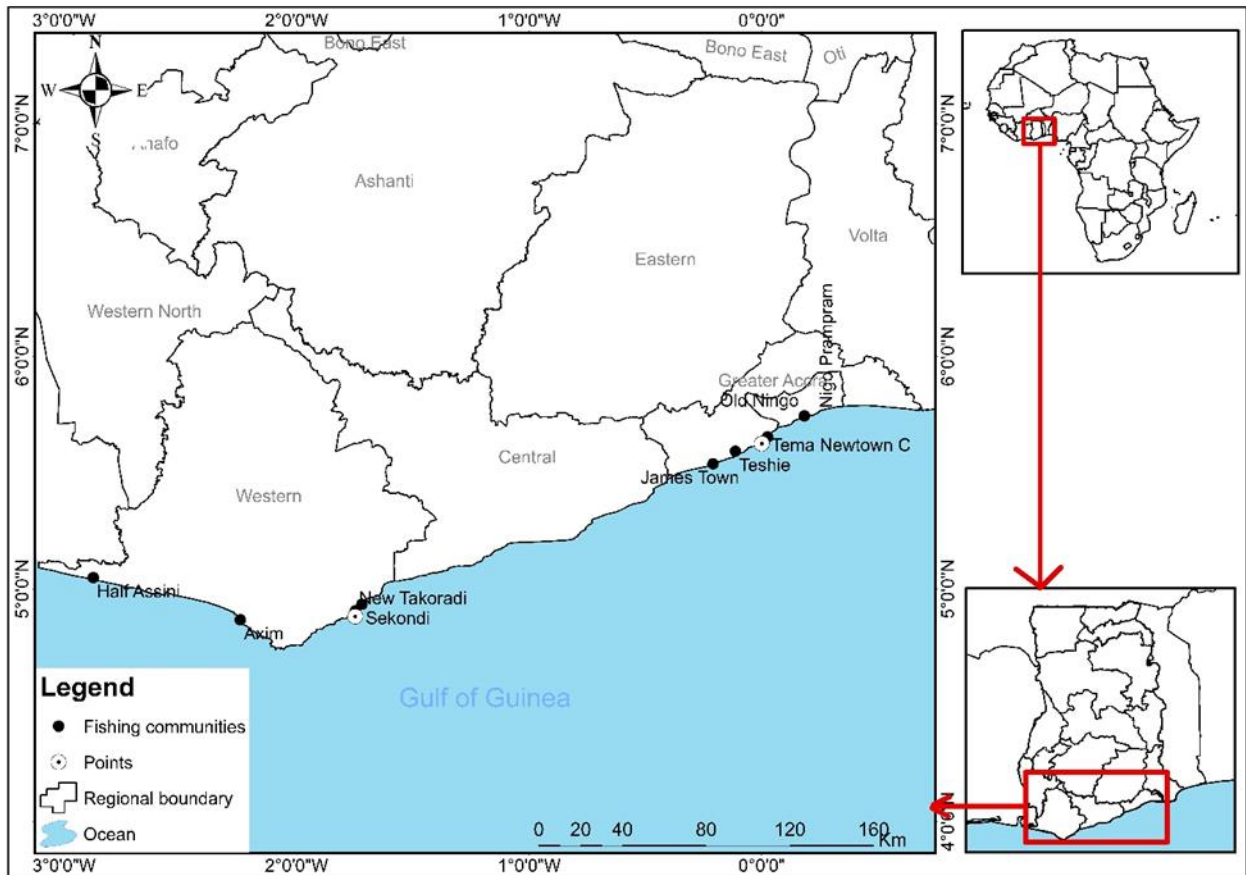 3°0'0"W 2°0'0"W 1°0'0"W 0°0'0"
N
W E
S
7°0'0"N
6°0'0"N
5°0'0"N
Bono East
Bono East
Oti
Ashanti
Eastern
Volta
Western North
Nigo Prampram
Greater Accra
Old Ningo
Tema Newtown C
Teshie
James Town
Central
Western
Half Assini
Axim
New Takoradi
Sekondi
Gulf of Guinea
Legend
Fishing communities
Points
Regional boundary
Ocean
0 20 40 80 120 160
Km
3°0'0"W 2°0'0"W 1°0'0"W 0°0'0"
7°0'0"N
6°0'0"N
5°0'0"N
4°0'0"N